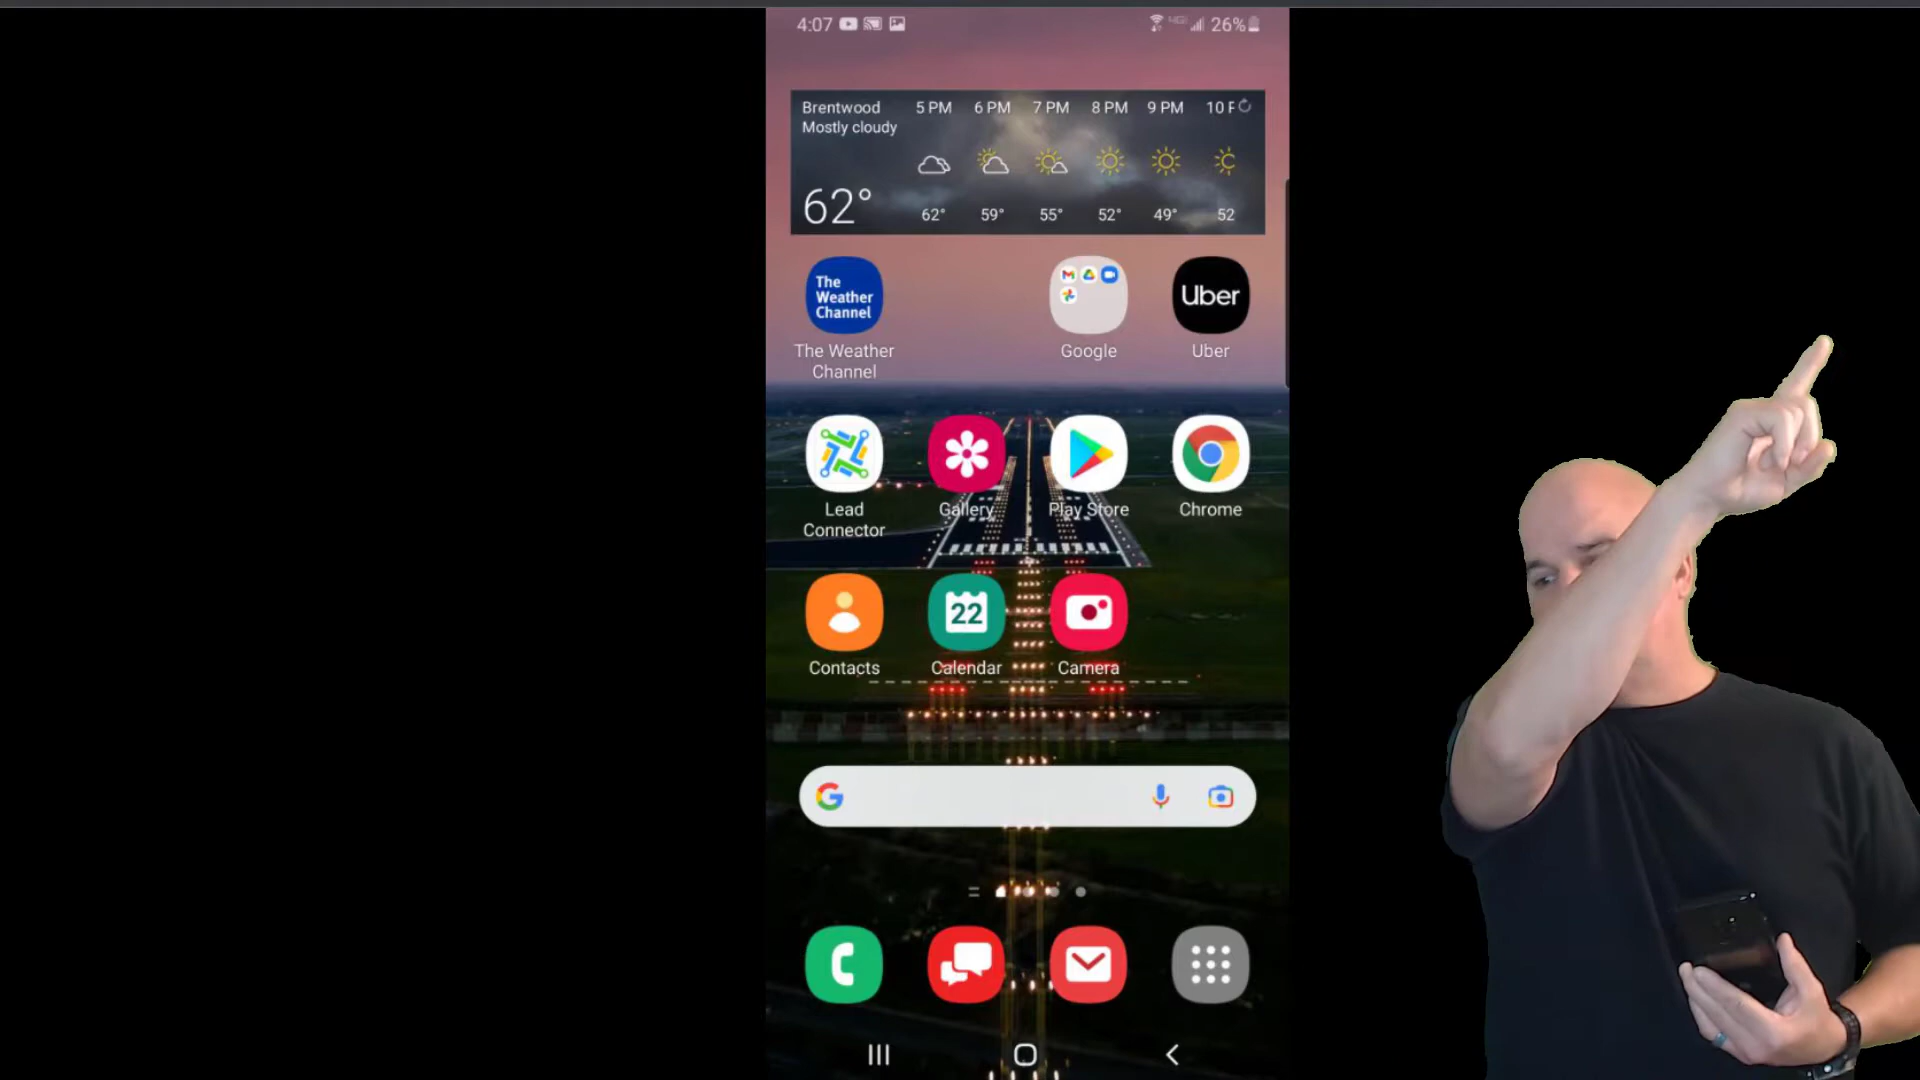 4:07
4G 26%
Brentwood 5 PM 6 PM 7 PM 8 PM 9 PM 10 P
Mostly cloudy
62° 62° 59° 55° 52° 49° 52
The
Weather
Channel
Uber
The Weather
Channel
Google
Uber
Lead
Connector
Gallery
Play Store
Chrome
22
Contacts
Calendar
Camera